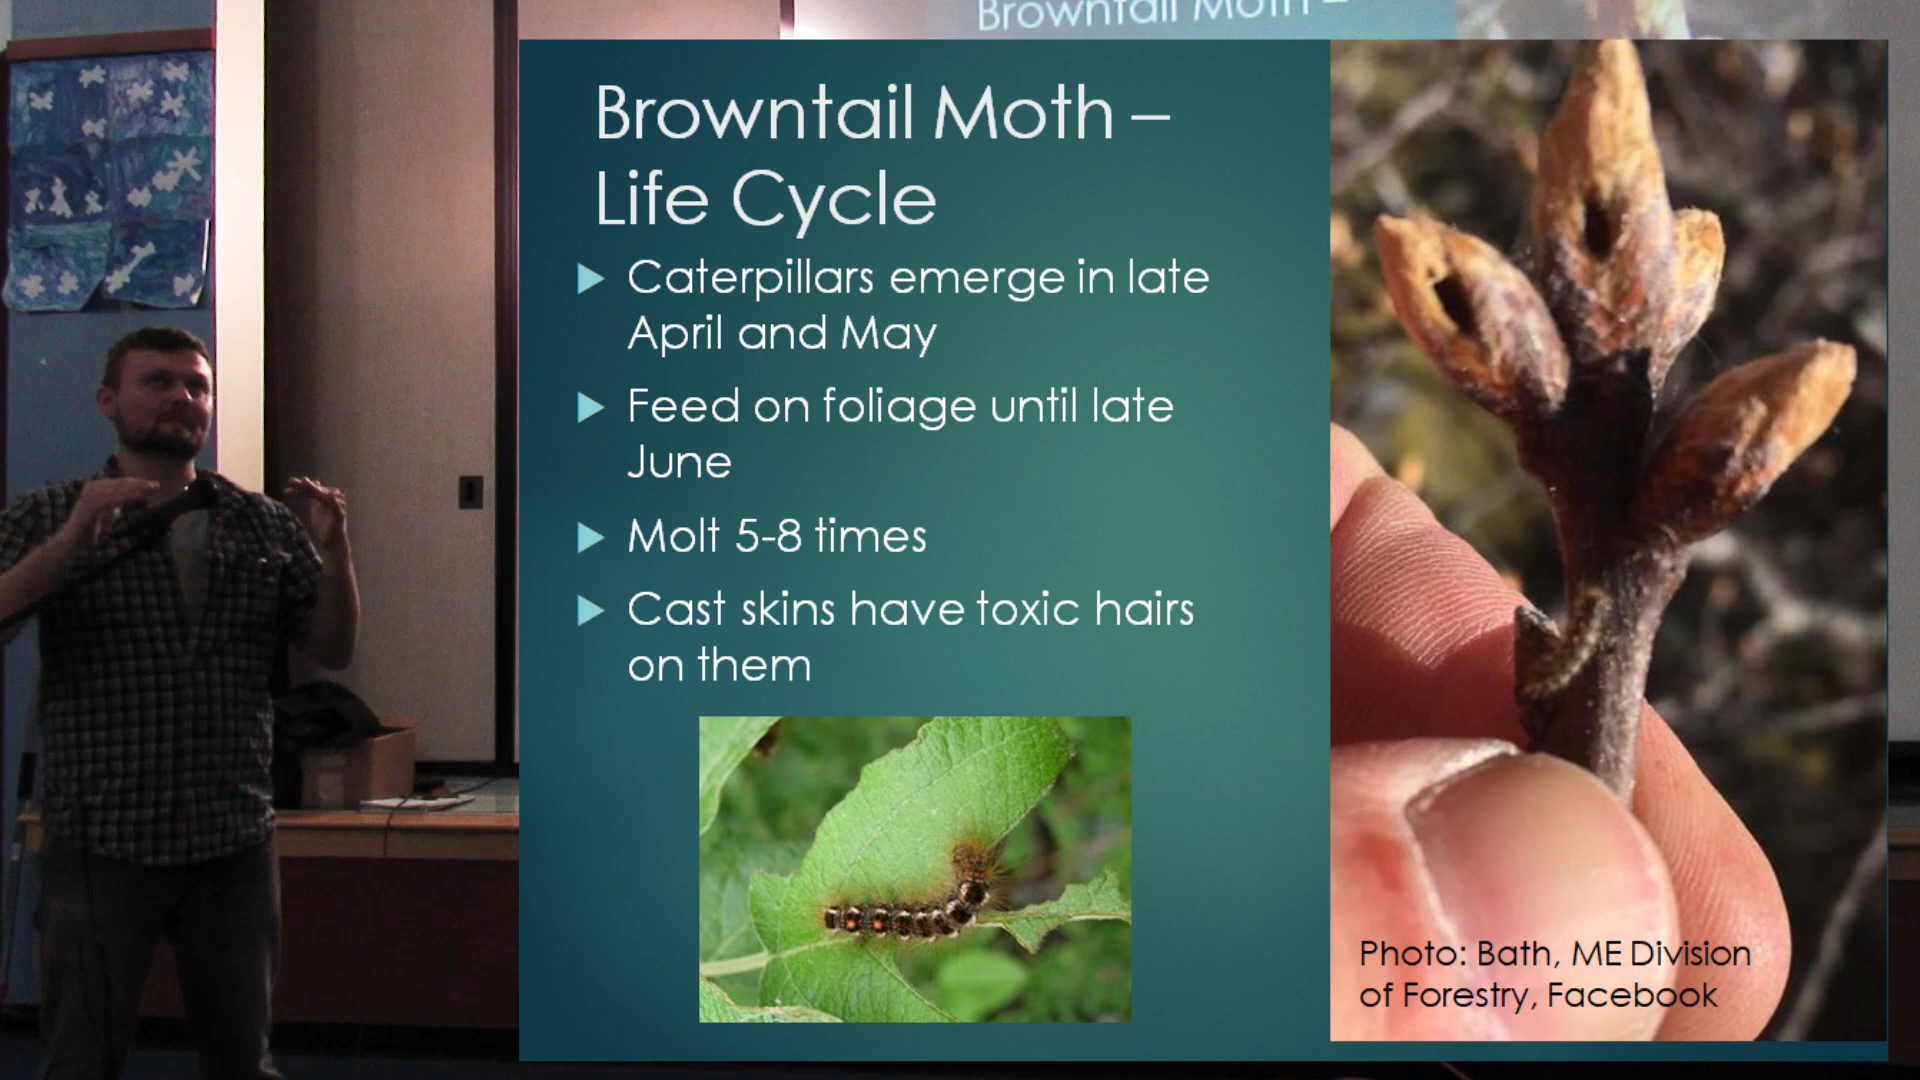 Browntail Moth –
Browntail Moth –
Life Cycle
Caterpillars emerge in late
April and May
Feed on foliage until late
June
Molt 5-8 times
Cast skins have toxic hairs
on them
Photo: Bath, ME Division
of Forestry, Facebook